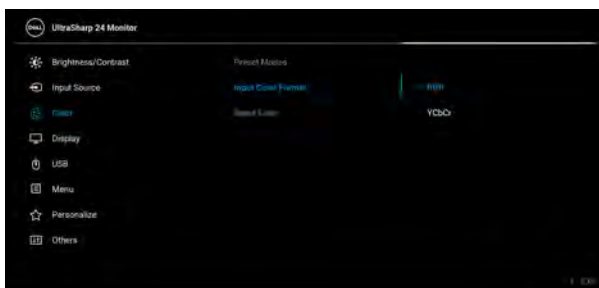 DELL UltraSharp 24 Monitor
Brightness/Contrast
Preset Modes
Input Source
Input Color Format
RGB
Color
Reset Color
YCbCr
Display
USB
Menu
Personalize
Others